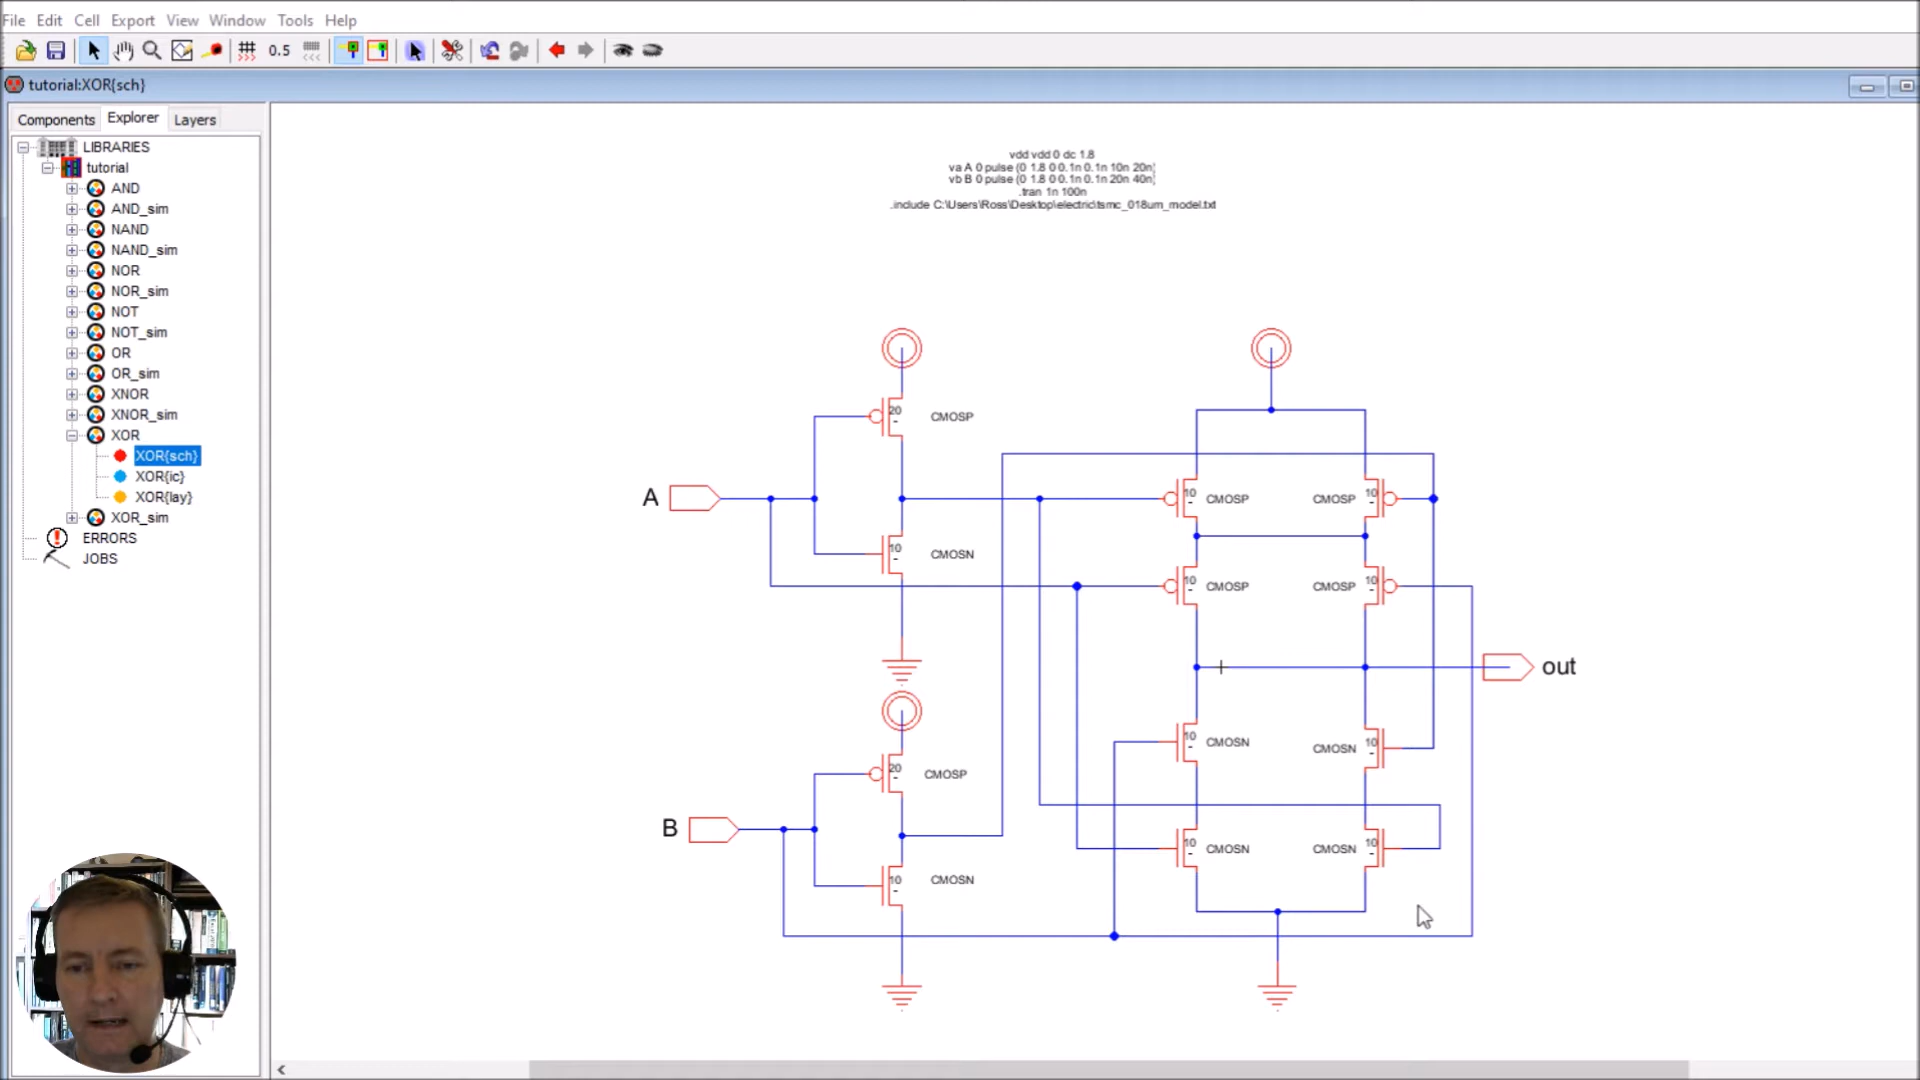 File Edit Cell Export View Window Tools Help
0.5
tutorial:XOR{sch}
Components Explorer Layers
LIBRARIES
tutorial
AND
AND_sim
NAND
NAND_sim
NOR
NOR_sim
NOT
NOT_sim
OR
OR_sim
XNOR
XNOR_sim
XOR
XOR{sch}
XOR{ic}
XOR{lay}
XOR_sim
ERRORS
JOBS
vdd vdd 0 dc 1.8
va A 0 pulse (0 1.8 0 0.1n 0.1n 10n 20n)
vb B 0 pulse (0 1.8 0 0.1n 0.1n 20n 40n)
.tran 1n 100n
.include C:\Users\Ross\Desktop\electric\tsmc_018um_model.txt
20 CMOSP
A
10 CMOSP CMOSP 10
10 CMOSN
10 CMOSP CMOSP 10
out
10 CMOSN CMOSN 10
20 CMOSP
B
10 CMOSN CMOSN 10
10 CMOSN